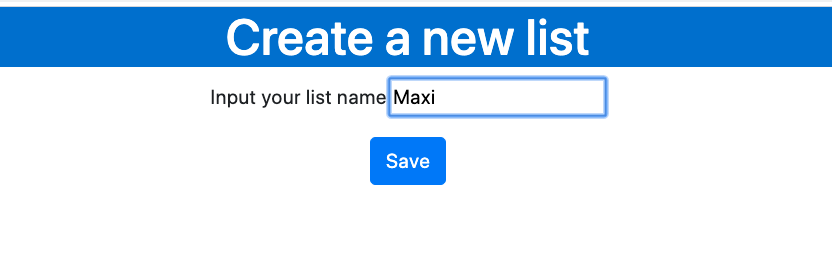 Create a new list
Input your list name Maxi
Save